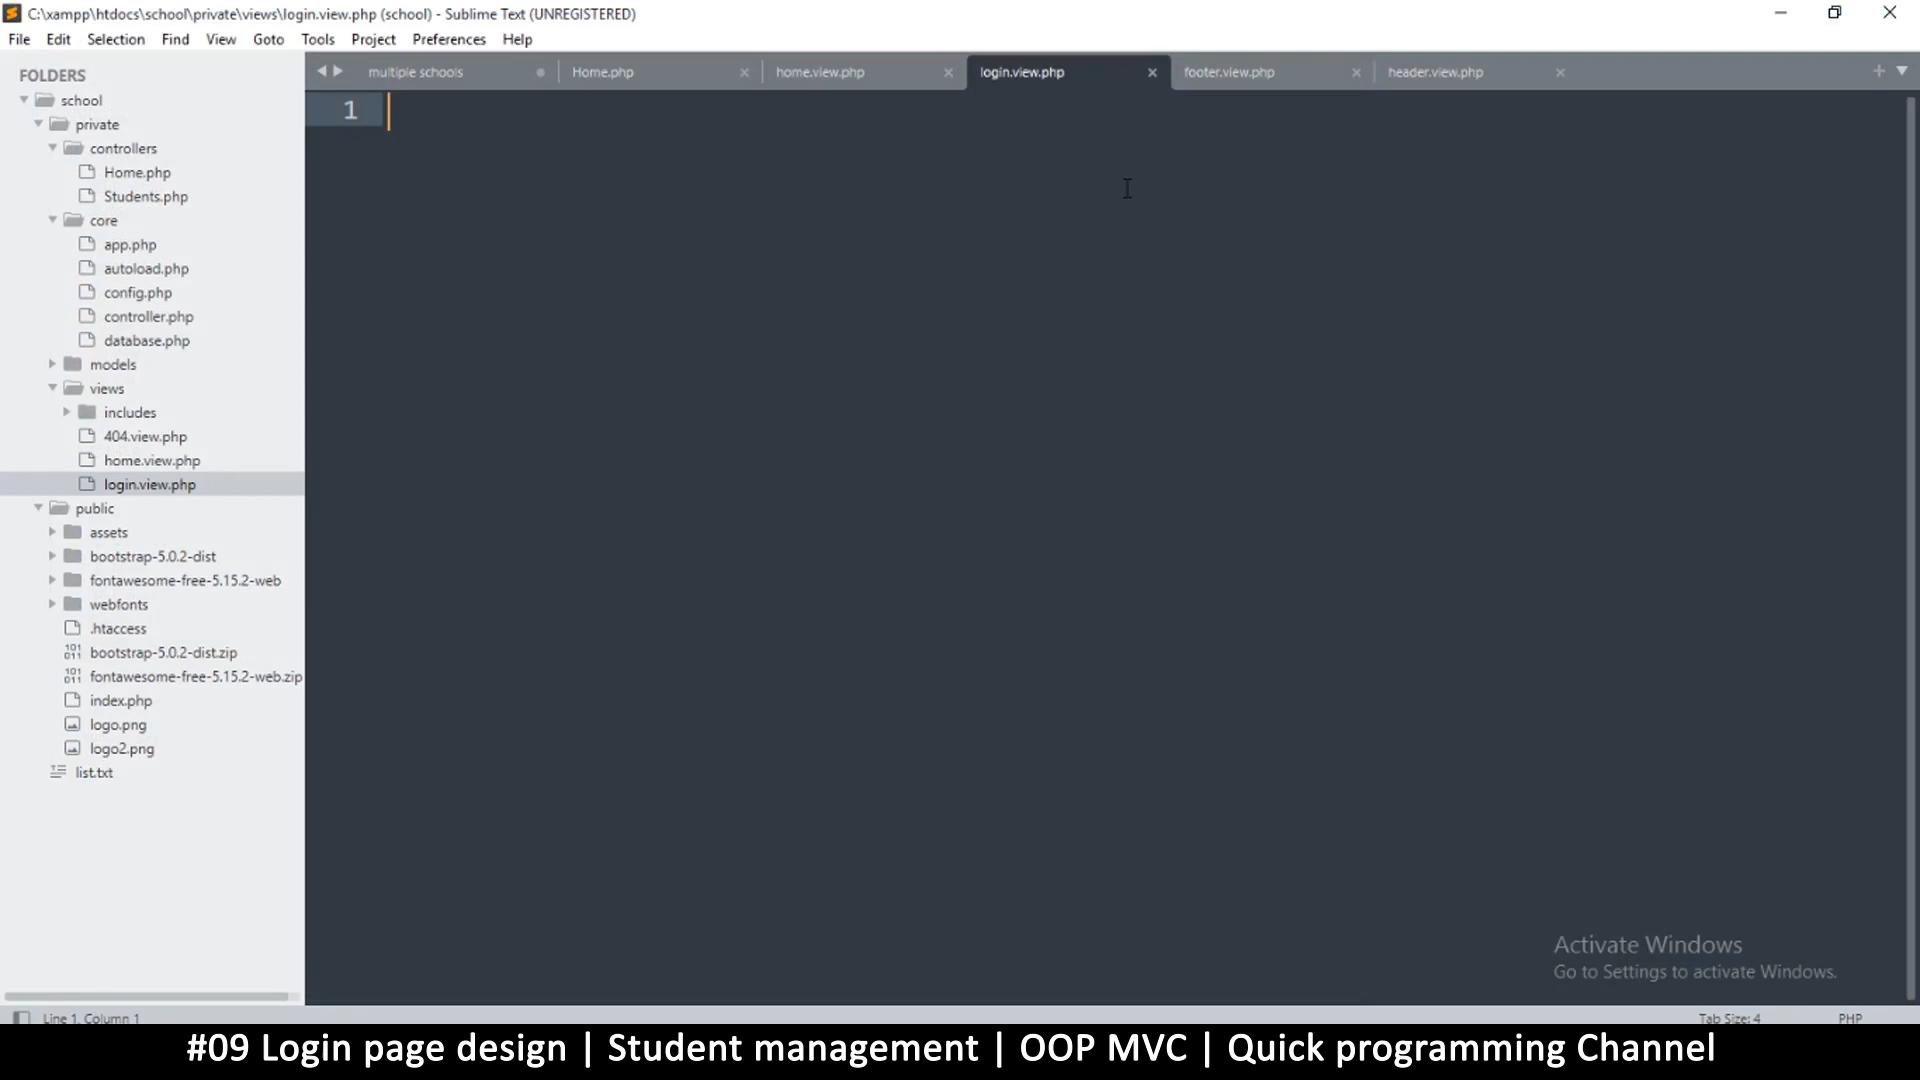 C:\xampp\htdocs\school\private\views\login.view.php (school) - Sublime Text (UNREGISTERED)
File Edit Selection Find View Goto Tools Project Preferences Help
FOLDERS
school
private
controllers
Home.php
Students.php
core
app.php
autoload.php
config.php
controller.php
database.php
models
views
includes
404.view.php
home.view.php
login.view.php
public
assets
bootstrap-5.0.2-dist
fontawesome-free-5.15.2-web
webfonts
.htaccess
bootstrap-5.0.2-dist.zip
fontawesome-free-5.15.2-web.zip
index.php
logo.png
logo2.png
list.txt
multiple schools Home.php home.view.php login.view.php footer.view.php header.view.php
1
Activate Windows
Go to Settings to activate Windows.
Line 1, Column 1 Tab Size: 4 PHP
#09 Login page design | Student management | OOP MVC | Quick programming Channel